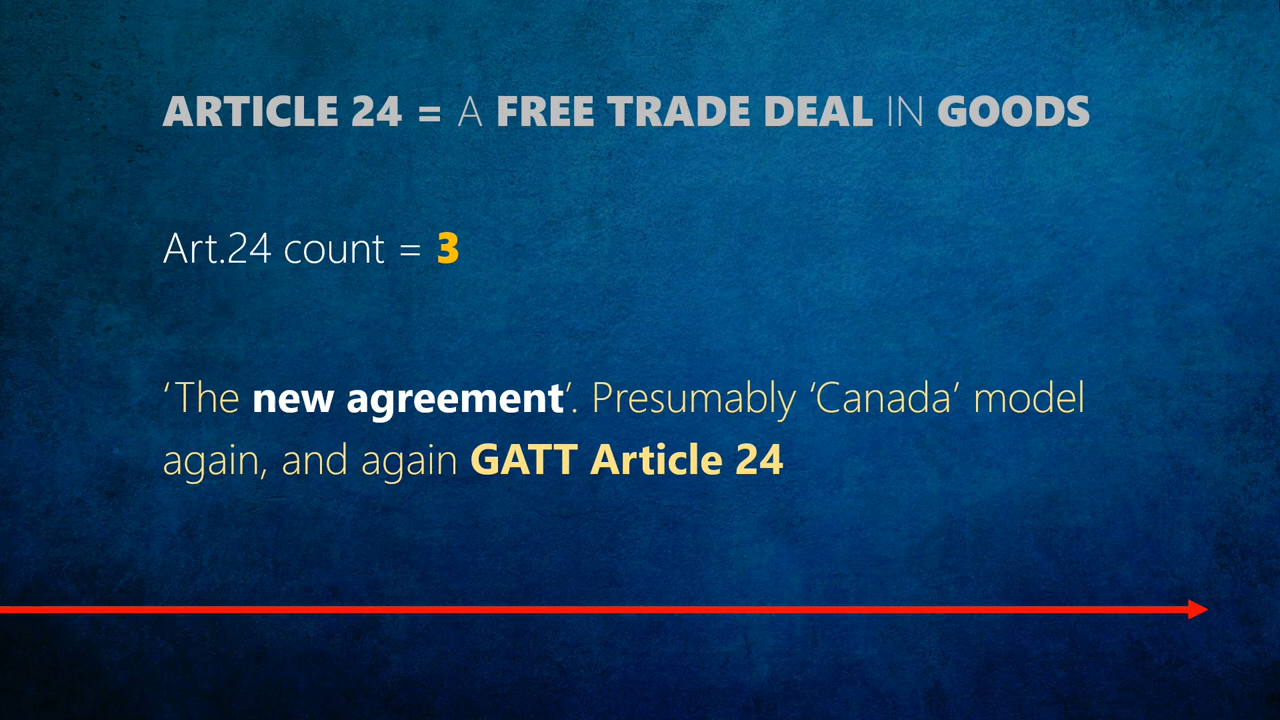 ARTICLE 24 = A FREE TRADE DEAL IN GOODS
Art.24 count = 3
‘The new agreement’. Presumably ‘Canada’ model
again, and again GATT Article 24